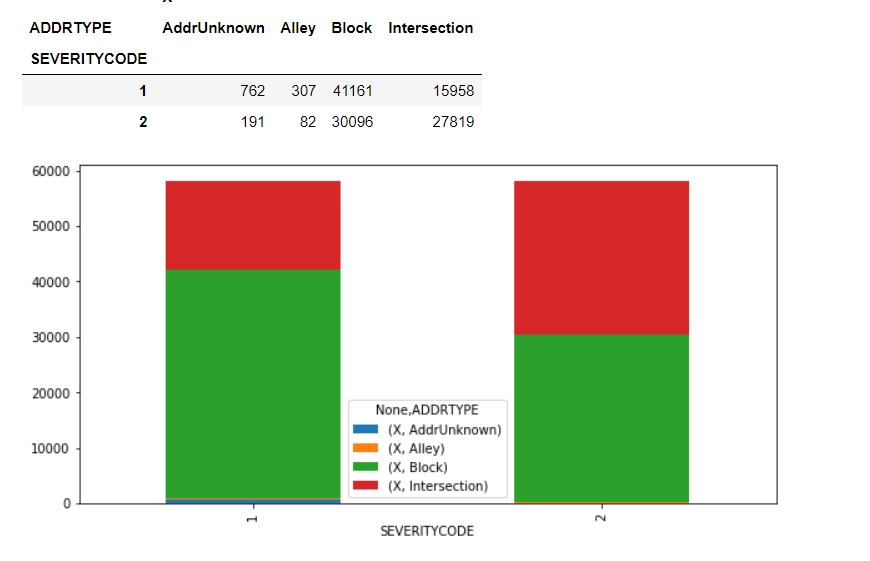 X
ADDRTYPE AddrUnknown Alley Block Intersection
SEVERITYCODE
1 762 307 41161 15958
2 191 82 30096 27819
60000
50000
40000
30000
20000
10000
0
None,ADDRTYPE
(X, AddrUnknown)
(X, Alley)
(X, Block)
(X, Intersection)
1
2
SEVERITYCODE